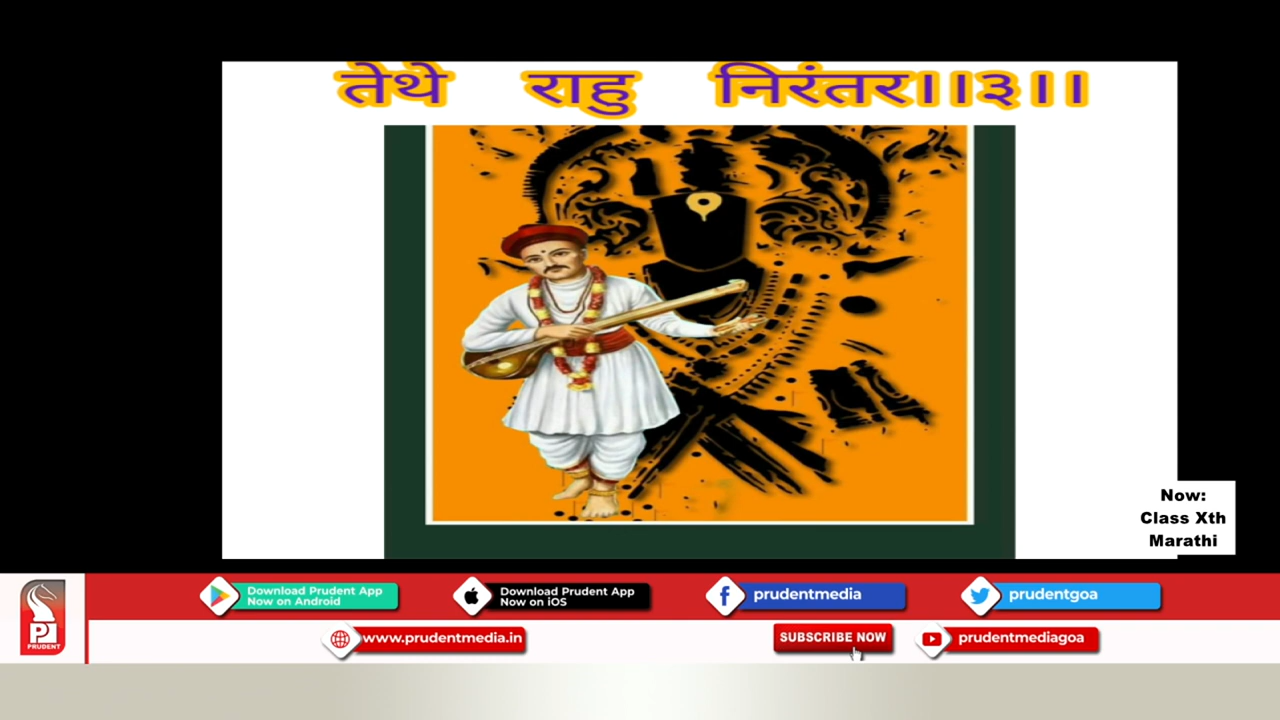 तेथे राहु निरंतर।।३।।
Now:
Class Xth
Marathi
Download Prudent App
Now on Android
Download Prudent App
Now on iOS
prudentmedia
prudentgoa
PRUDENT
www.prudentmedia.in
SUBSCRIBE NOW
prudentmediagoa